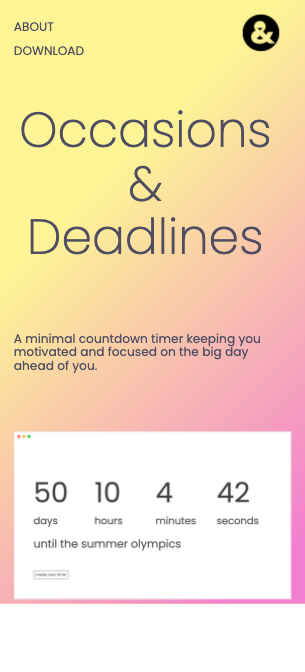 ABOUT
&
DOWNLOAD
Occasions
&
Deadlines
A minimal countdown timer keeping you
motivated and focused on the big day
ahead of you.
50 10 4 42
days hours minutes seconds
until the summer olympics
create new timer